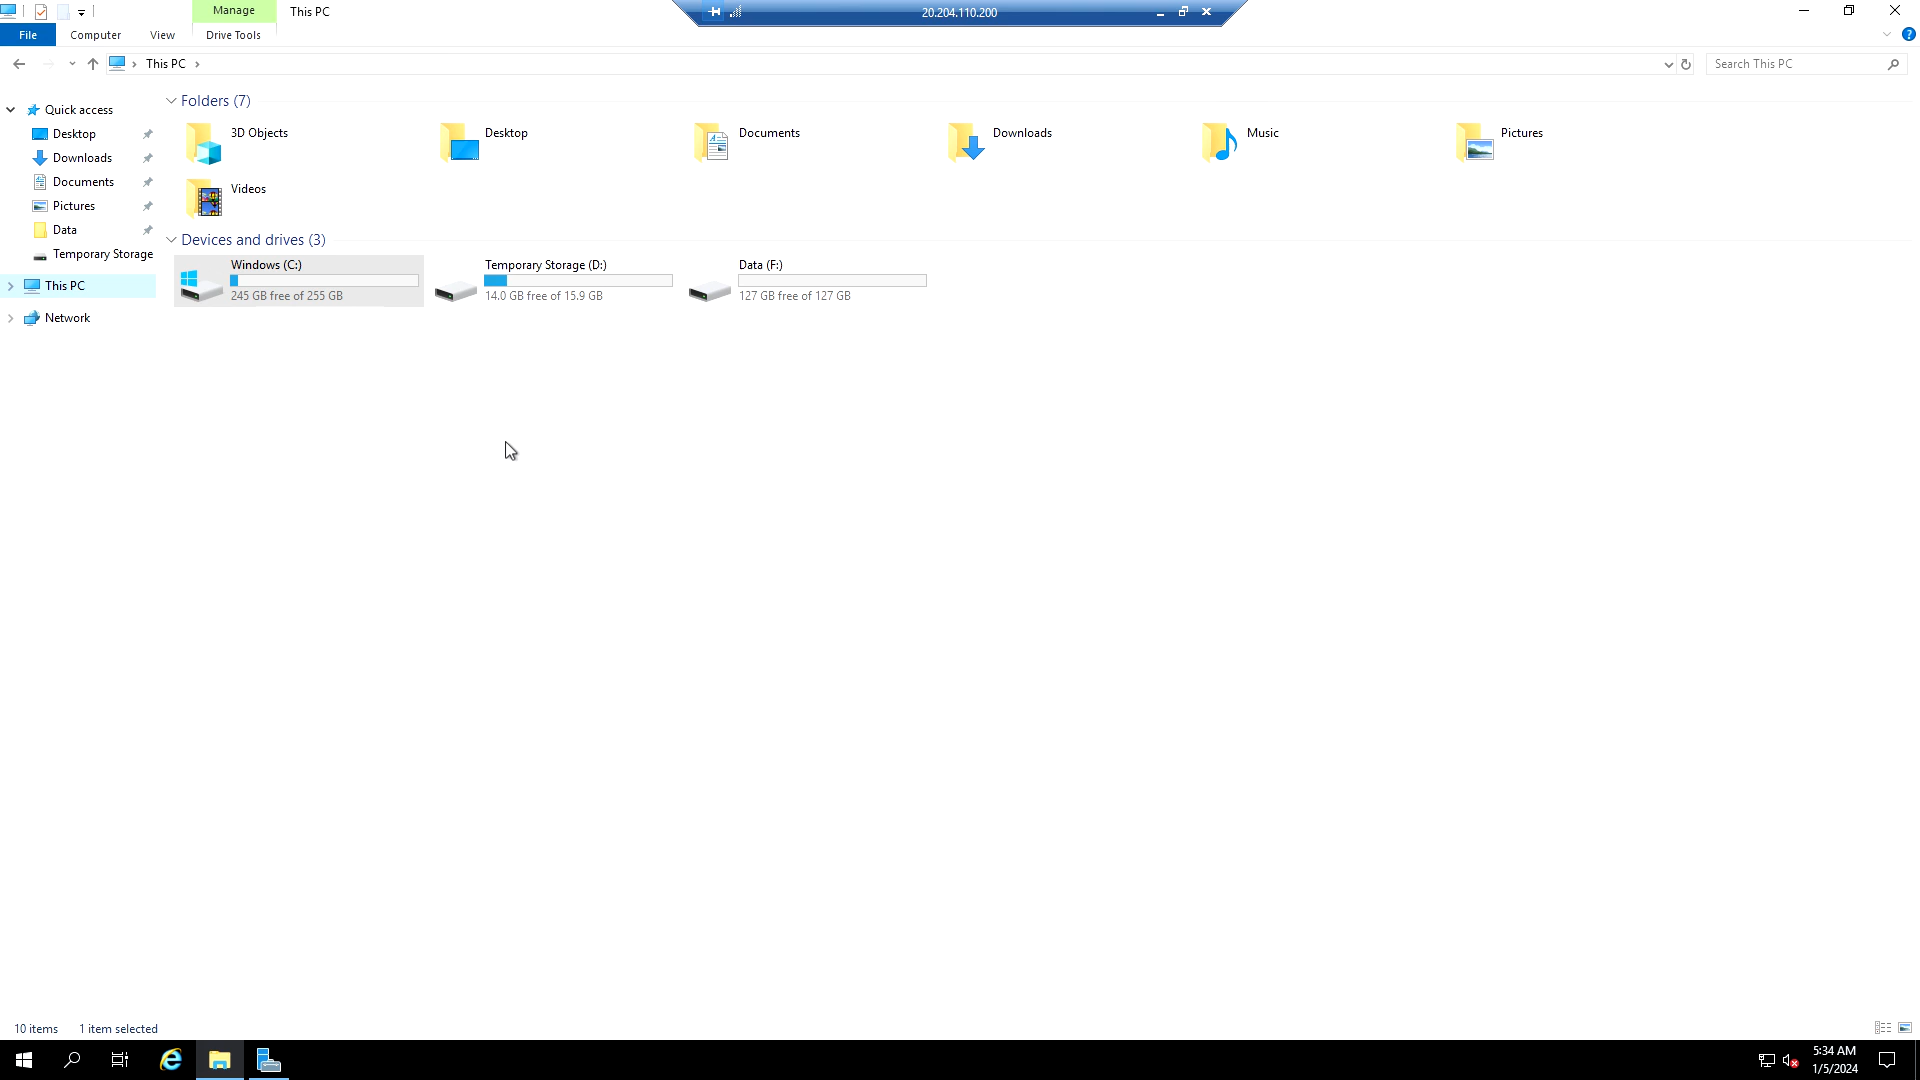 Manage
This PC
20.204.110.200
File
Computer
View
Drive Tools
This PC
Search This PC
Quick access
Desktop
Downloads
Documents
Pictures
Data
Temporary Storage
This PC
Network
Folders (7)
3D Objects
Desktop
Documents
Downloads
Music
Pictures
Videos
Devices and drives (3)
Windows (C:)
245 GB free of 255 GB
Temporary Storage (D:)
14.0 GB free of 15.9 GB
Data (F:)
127 GB free of 127 GB
10 items
1 item selected
5:34 AM
1/5/2024